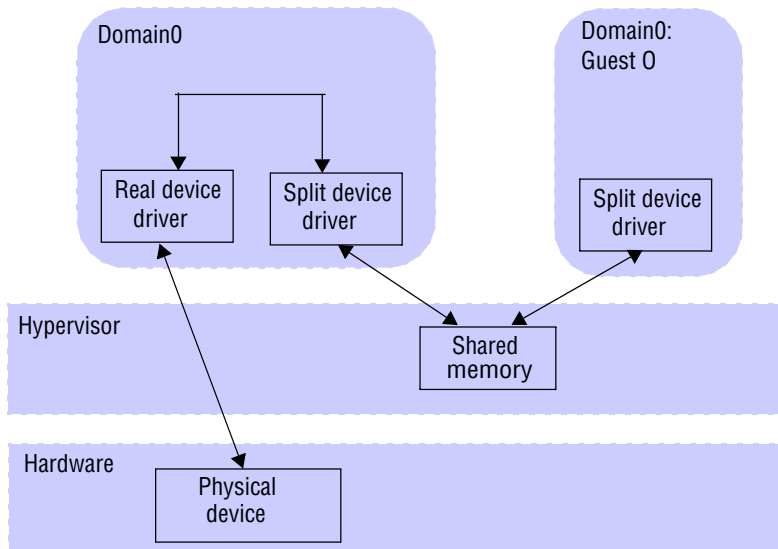 Domain0
Domain0:
Guest O
Real device
driver
Split device
driver
Split device
driver
Hypervisor
Shared
memory
Hardware
Physical
device